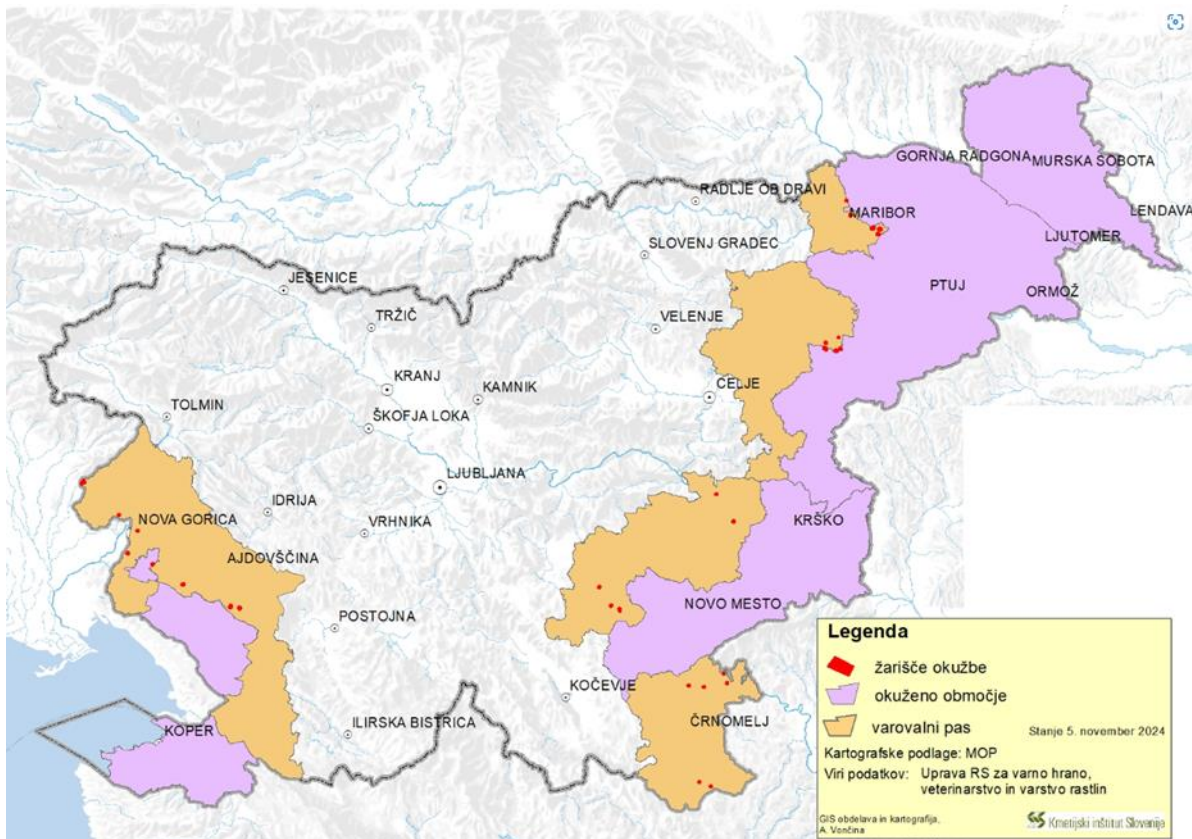 GORNJA RADGONA
MURSKA SOBOTA
RADLJE OB DRAVI
MARIBOR
LENDAVA
LJUTOMER
SLOVENJ GRADEC
JESENICE
PTUJ
ORMOŽ
TRŽIČ
VELENJE
KRANJ
KAMNIK
CELJE
TOLMIN
ŠKOFJA LOKA
LJUBLJANA
IDRIJA
NOVA GORICA
VRHNIKA
KRŠKO
AJDOVŠČINA
POSTOJNA
NOVO MESTO
KOČEVJE
KOPER
ILIRSKA BISTRICA
ČRNOMELJ
Legenda
žarišče okužbe
okuženo območje
varovalni pas
Stanje 5. november 2024
Kartografske podlage: MOP
Viri podatkov: Uprava RS za varno hrano,
veterinarstvo in varstvo rastlin
GIS obdelava in kartografija,
A. Vončina
Kmetijski inštitut Slovenije